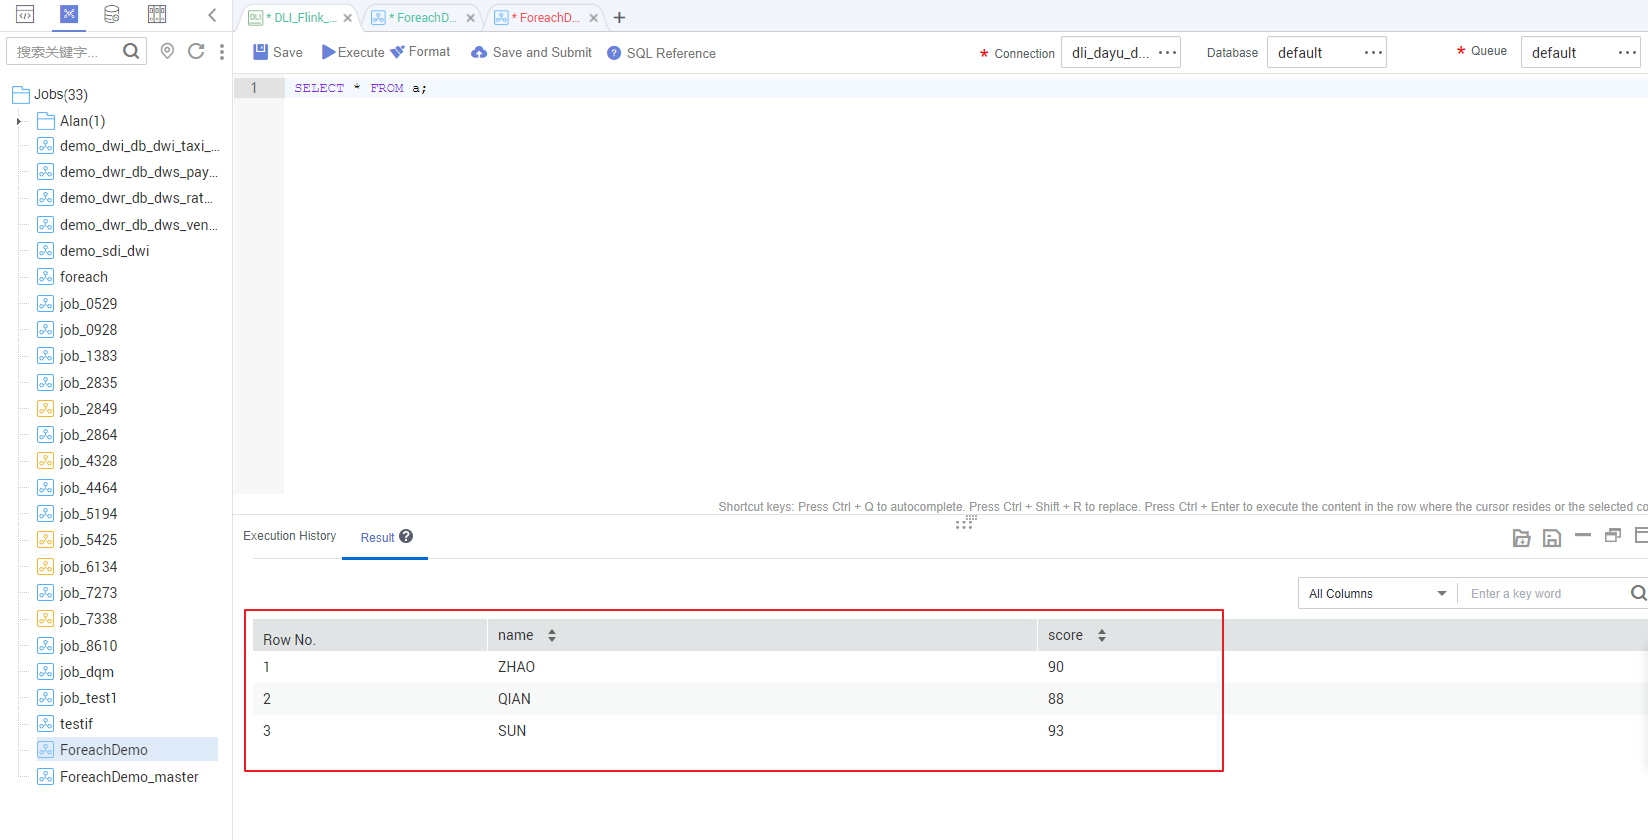 DLI * DLI_Flink_... * ForeachD... * ForeachD...
搜索关键字...
Save Execute Format Save and Submit SQL Reference * Connection dli_dayu_d... Database default * Queue default
1 SELECT * FROM a;
Jobs(33)
Alan(1)
demo_dwi_db_dwi_taxi_...
demo_dwr_db_dws_pay...
demo_dwr_db_dws_rat...
demo_dwr_db_dws_ven...
demo_sdi_dwi
foreach
job_0529
job_0928
job_1383
job_2835
job_2849
job_2864
job_4328
job_4464
job_5194
job_5425
job_6134
job_7273
job_7338
job_8610
job_dqm
job_test1
testif
ForeachDemo
ForeachDemo_master
Shortcut keys: Press Ctrl + Q to autocomplete. Press Ctrl + Shift + R to replace. Press Ctrl + Enter to execute the content in the row where the cursor resides or the selected co
Execution History Result
All Columns Enter a key word
Row No. name score
1 ZHAO 90
2 QIAN 88
3 SUN 93